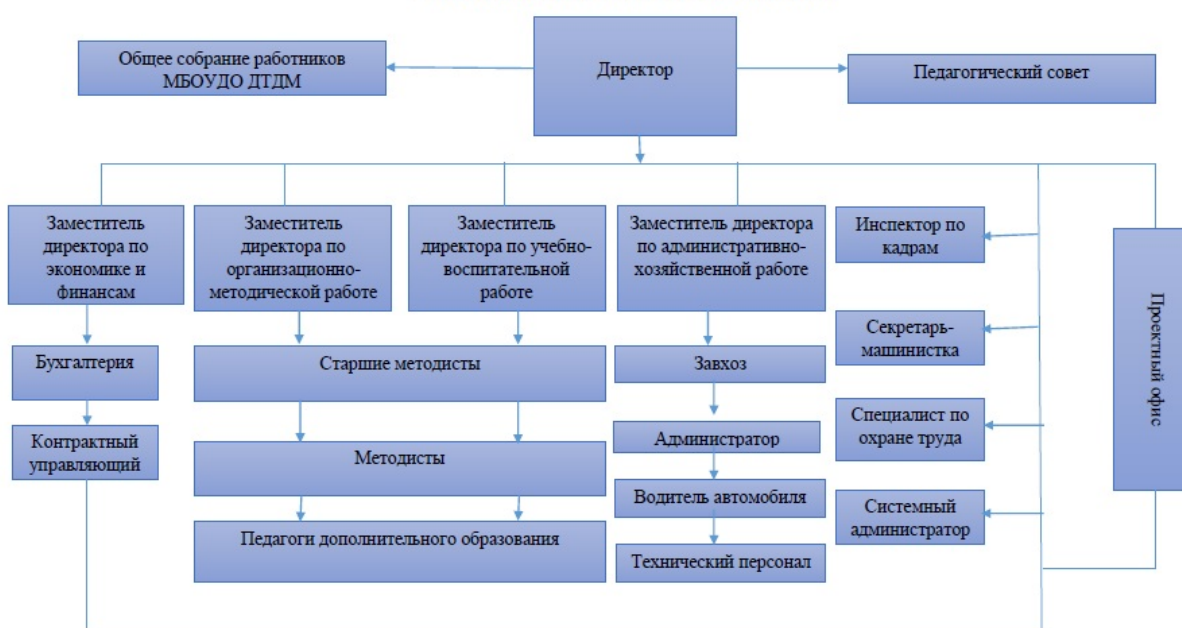 Общее собрание работников
МБОУДО ДТДМ
Директор
Педагогический совет
Заместитель
директора по
экономике и
финансам
Заместитель
директора по
организационно-
методической работе
Заместитель
директора по учебно-
воспитательной
работе
Заместитель директора
по административно-
хозяйственной работе
Инспектор по
кадрам
Проектный офис
Секретарь-
машинистка
Бухгалтерия
Старшие методисты
Завхоз
Специалист по
охране труда
Контрактный
управляющий
Методисты
Администратор
Водитель автомобиля
Системный
администратор
Педагоги дополнительного образования
Технический персонал